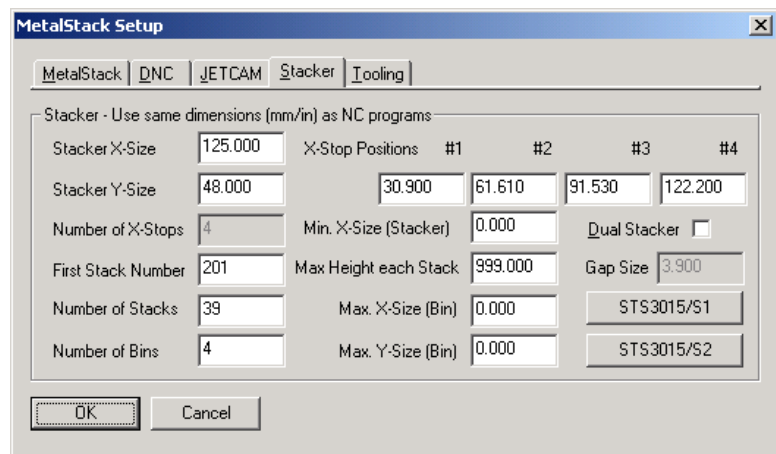 MetalStack Setup
MetalStack DNC JETCAM Stacker Tooling
Stacker - Use same dimensions (mm/in) as NC programs
Stacker X-Size 125.000 X-Stop Positions #1 #2 #3 #4
Stacker Y-Size 48.000 30.900 61.610 91.530 122.200
Number of X-Stops 4 Min. X-Size (Stacker) 0.000 Dual Stacker
First Stack Number 201 Max Height each Stack 999.000 Gap Size 3.900
Number of Stacks 39 Max. X-Size (Bin) 0.000 STS3015/S1
Number of Bins 4 Max. Y-Size (Bin) 0.000 STS3015/S2
OK Cancel